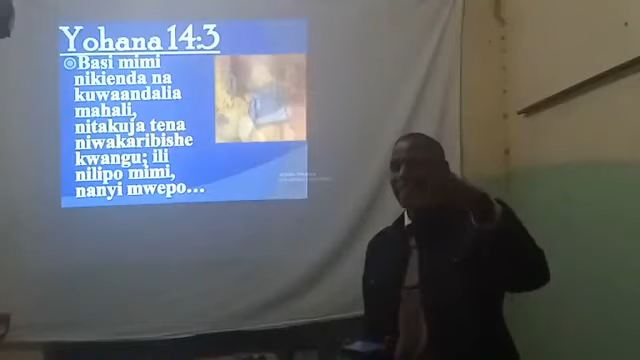 Yohana 14:3
Basi mimi
nikienda na
kuwaandalia
mahali,
nitakuja tena
niwakaribishe
kwangu; ili
nilipo mimi,
nanyi mwepo...